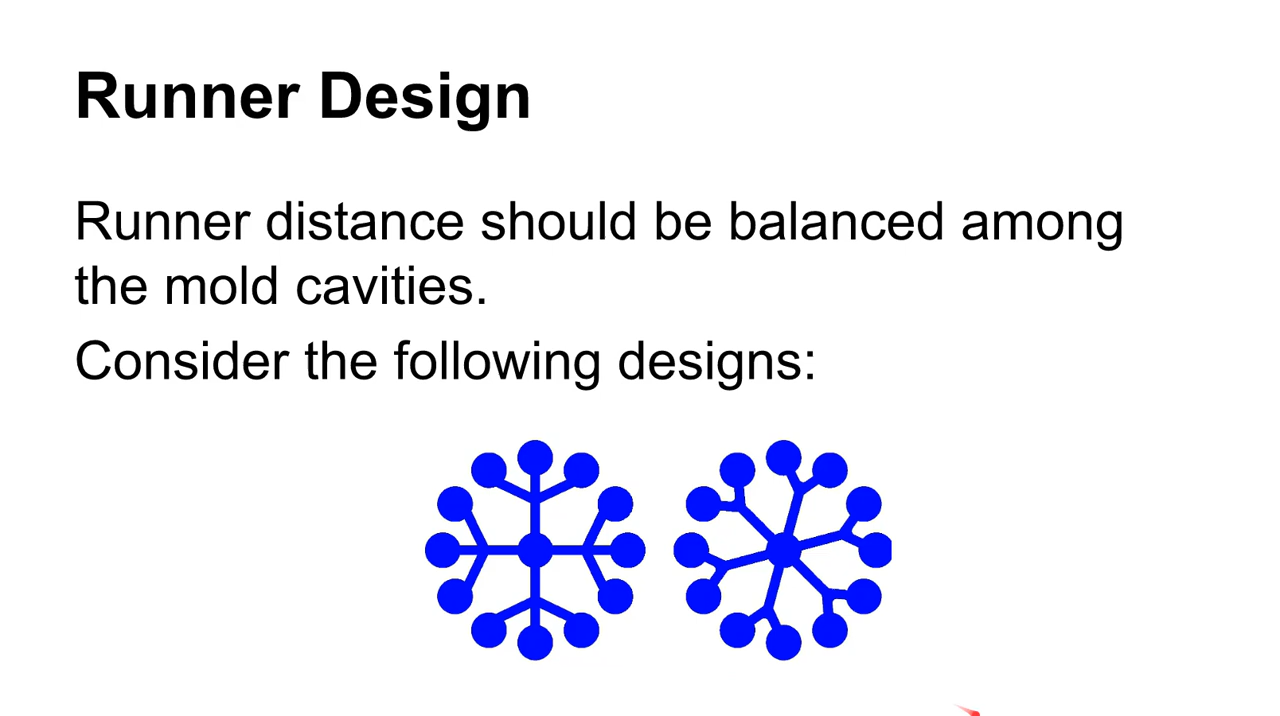 Runner Design
Runner distance should be balanced among
the mold cavities.
Consider the following designs: